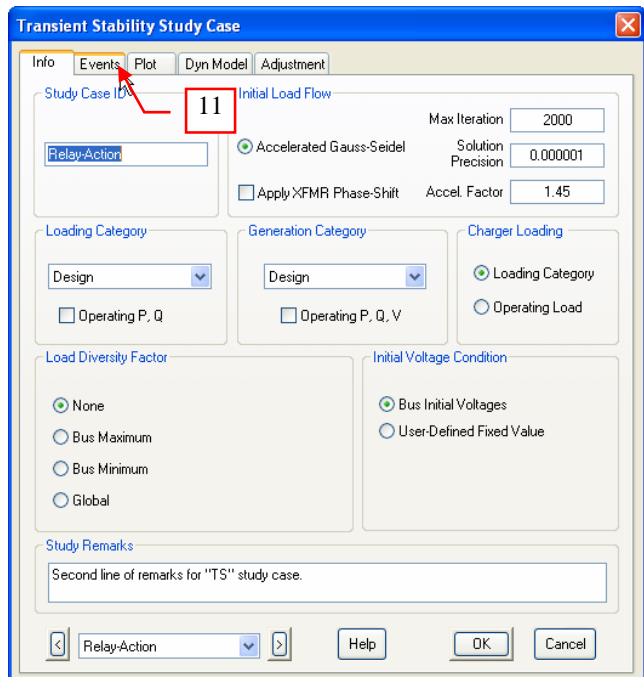 Transient Stability Study Case
Info Events Plot Dyn Model Adjustment
11
Study Case ID
Relay-Action
Initial Load Flow
Accelerated Gauss-Seidel
Apply XFMR Phase-Shift
Max Iteration 2000
Solution
Precision 0.000001
Accel. Factor 1.45
Loading Category
Design
Operating P, Q
Generation Category
Design
Operating P, Q, V
Charger Loading
Loading Category
Operating Load
Load Diversity Factor
None
Bus Maximum
Bus Minimum
Global
Initial Voltage Condition
Bus Initial Voltages
User-Defined Fixed Value
Study Remarks
Second line of remarks for "TS" study case.
< Relay-Action > Help OK Cancel